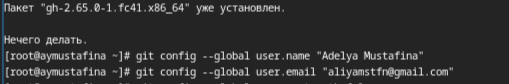 Пакет "gh-2.65.0-1.fc41.x86_64" уже установлен.
Нечего делать.
[root@aymustafina ~]# git config --global user.name "Adelya Mustafina"
[root@aymustafina ~]# git config --global user.email "aliyamstfn@gmail.com"